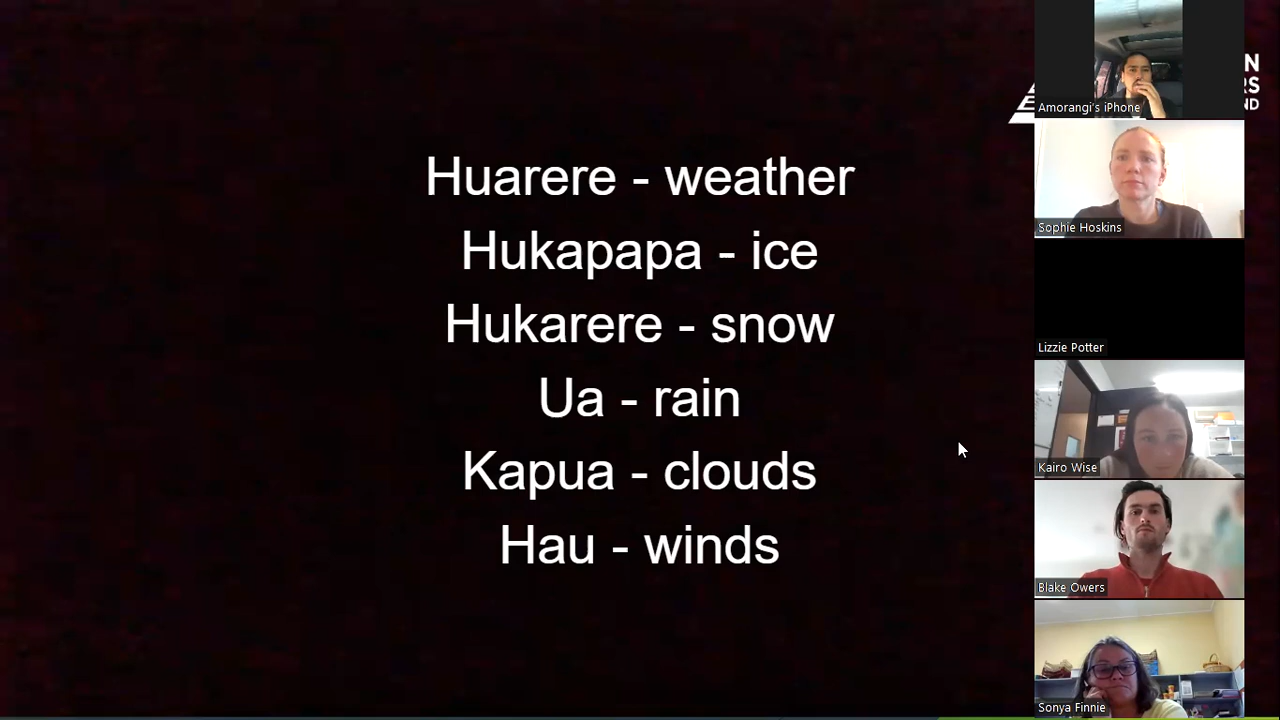 Huarere - weather
Hukapapa - ice
Hukarere - snow
Ua - rain
Kapua - clouds
Hau - winds
Amorangi's iPhone
Sophie Hoskins
Lizzie Potter
Kairo Wise
Blake Owers
Sonya Finnie